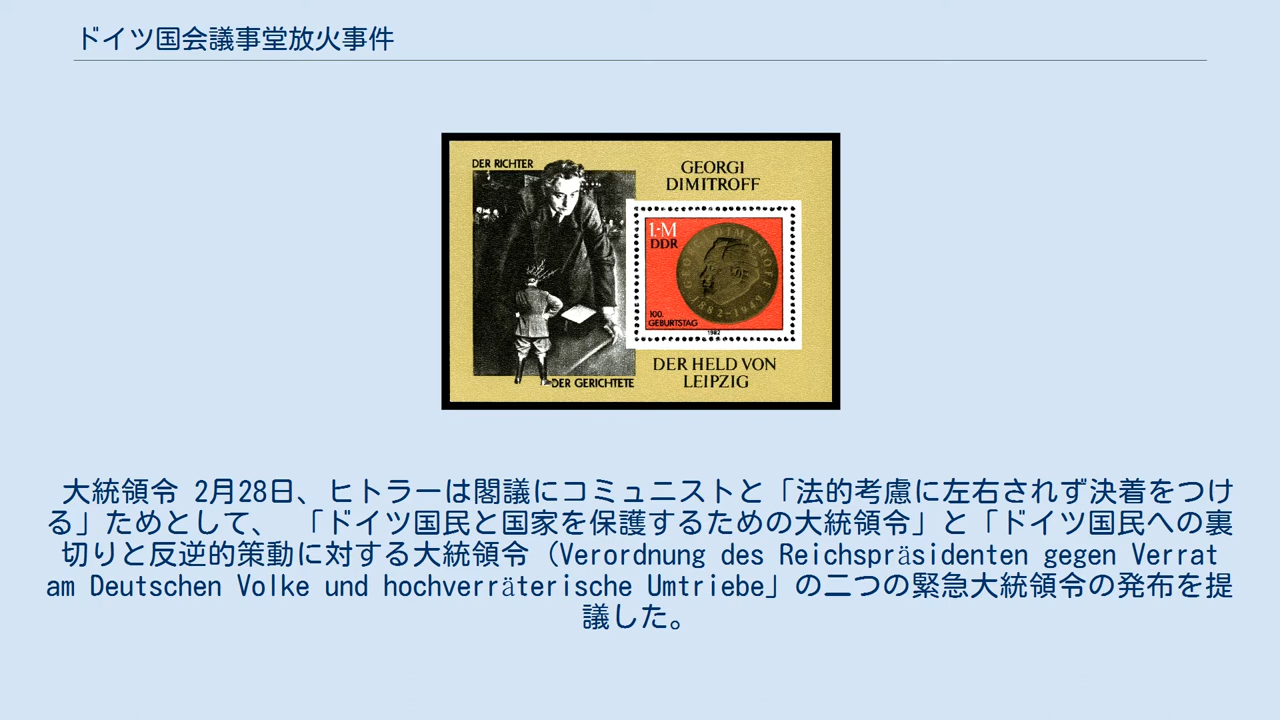 ドイツ国会議事堂放火事件
DER RICHTER
GEORGI
DIMITROFF
1.-M
DDR
GEORGI DIMITROFF
1882-1949
100.
GEBURTSTAG
1982
DER HELD VON
LEIPZIG
DER GERICHTETE
大統領令 2月28日、ヒトラーは閣議にコミュニストと「法的考慮に左右されず決着をつけ
る」ためとして、 「ドイツ国民と国家を保護するための大統領令」と「ドイツ国民への裏
切りと反逆的策動に対する大統領令（Verordnung des Reichspräsidenten gegen Verrat
am Deutschen Volke und hochverräterische Umtriebe」の二つの緊急大統領令の発布を提
議した。